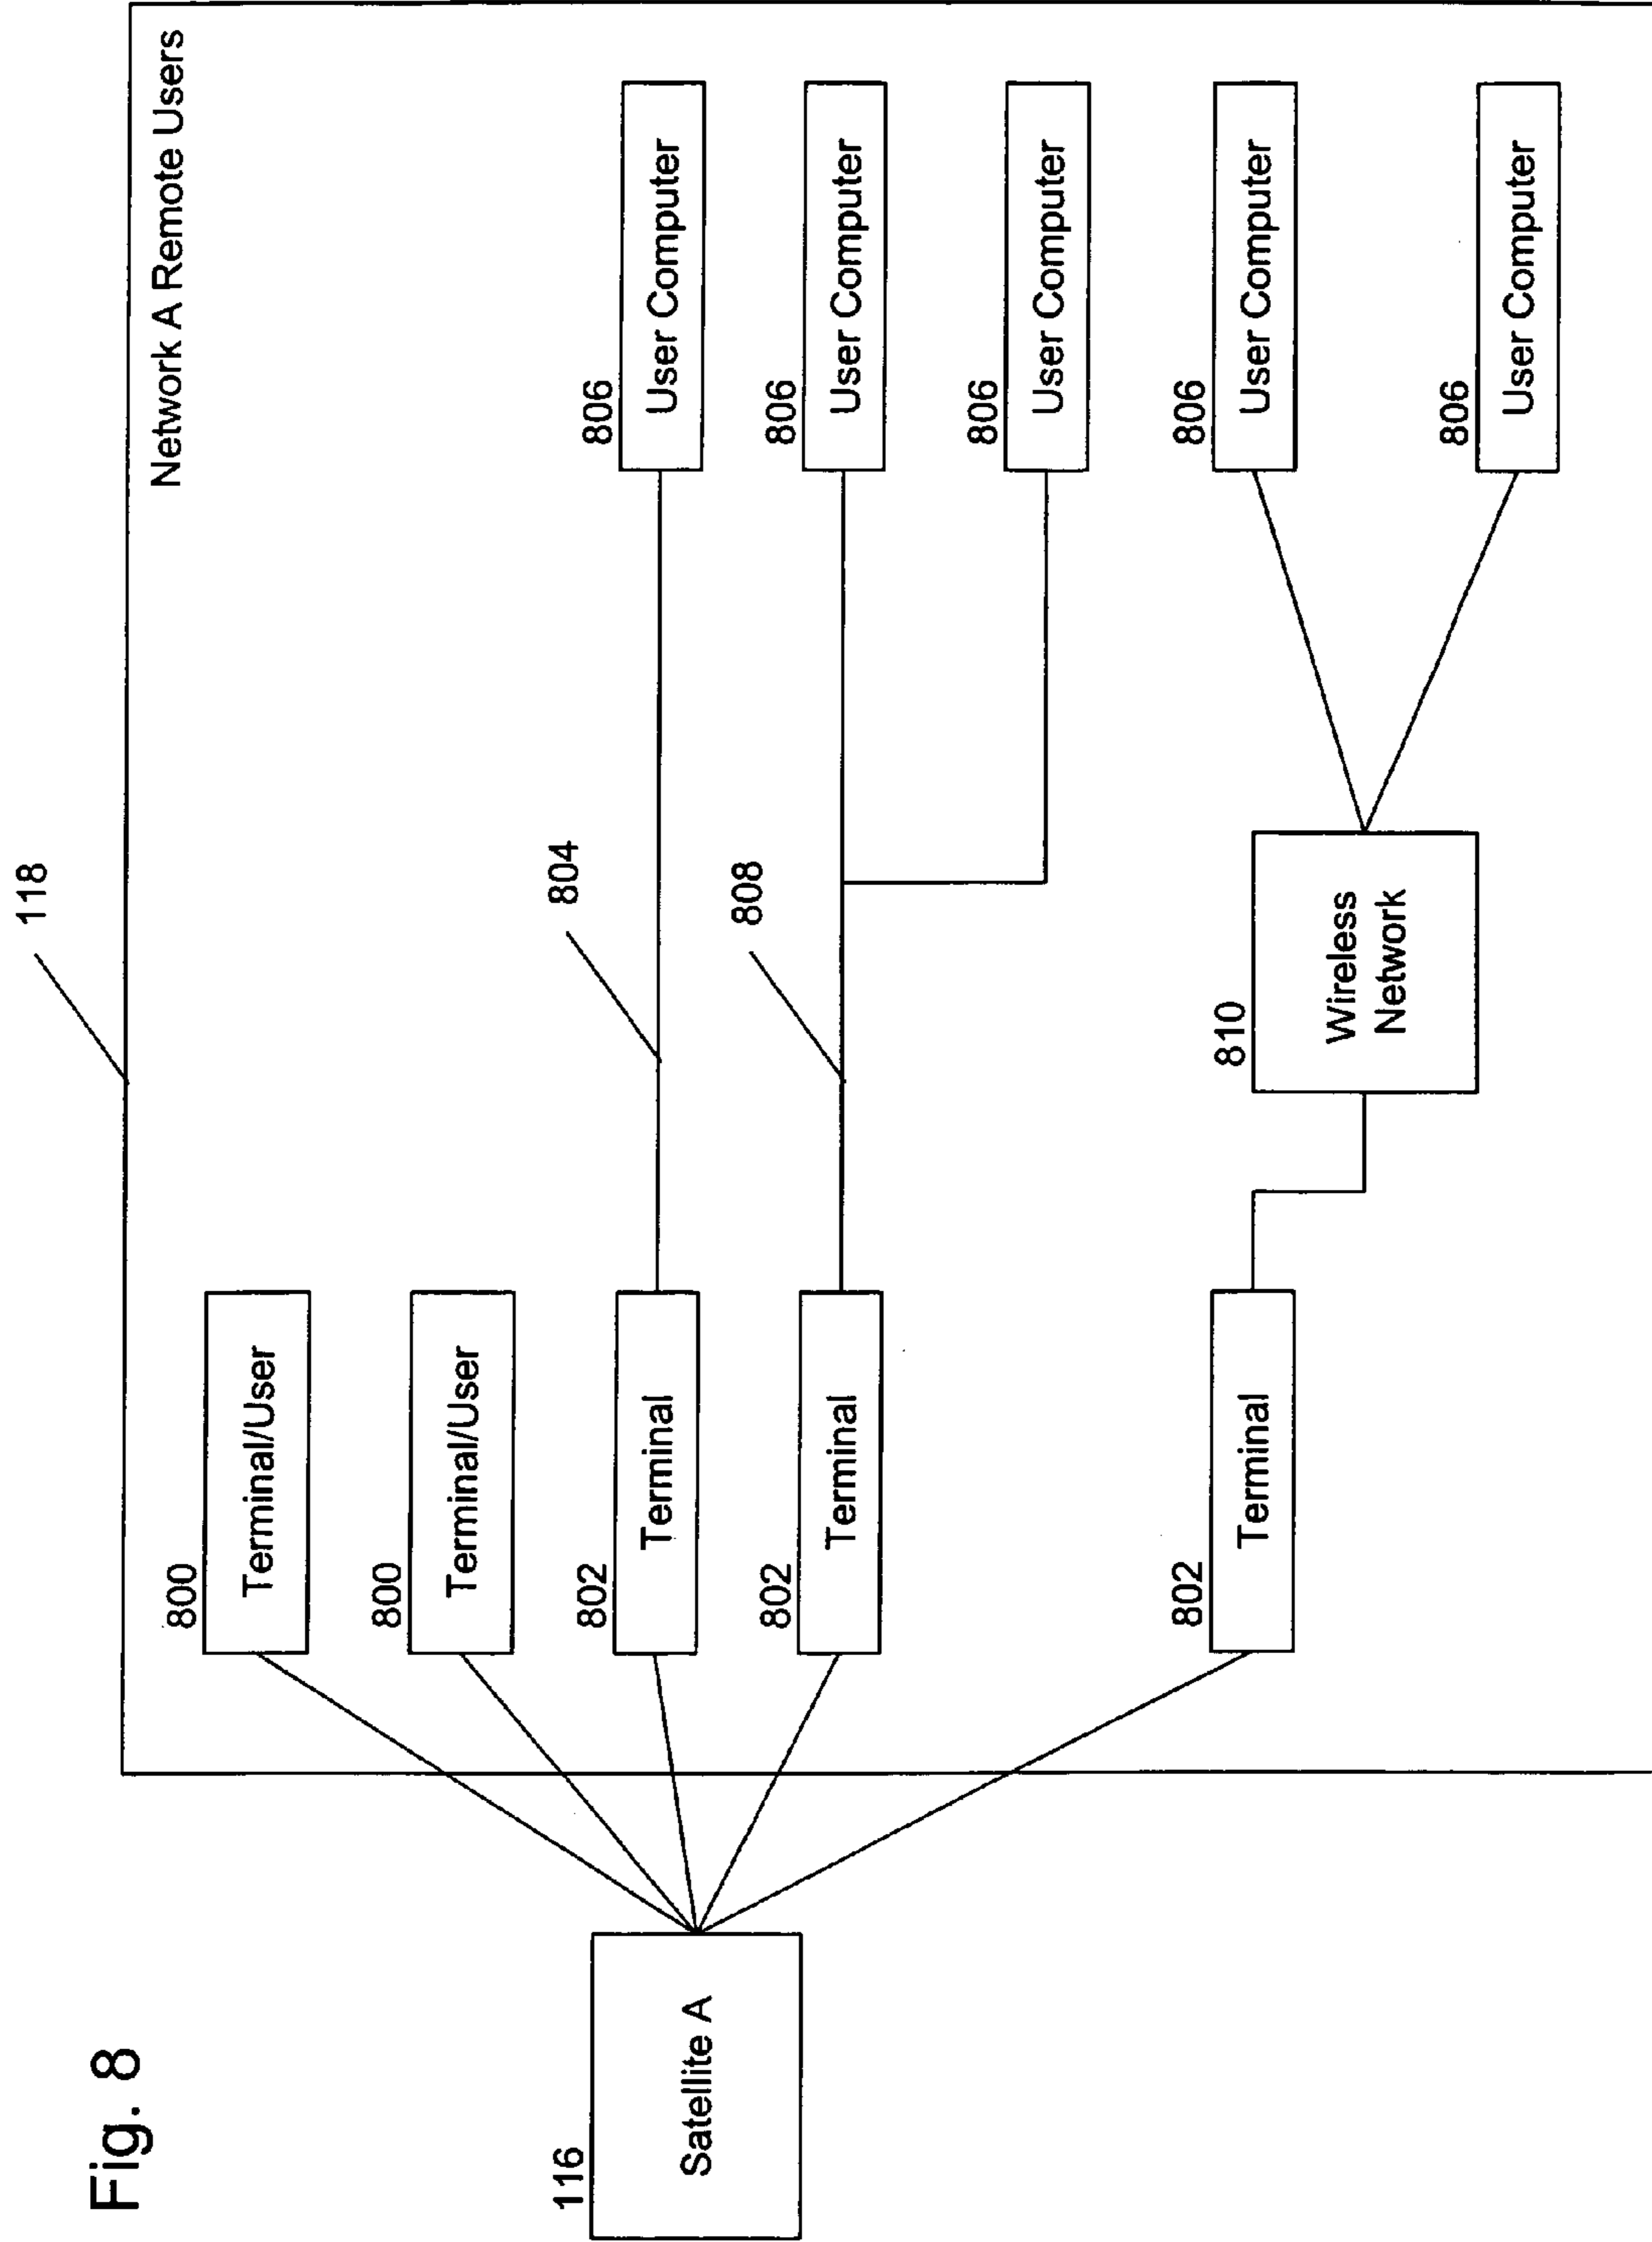 Fig. 8
118
Network A Remote Users
116
Satellite A
800
Terminal/User
800
Terminal/User
802
Terminal
804
806
User Computer
802
Terminal
808
806
User Computer
806
User Computer
802
Terminal
810
Wireless
Network
806
User Computer
806
User Computer